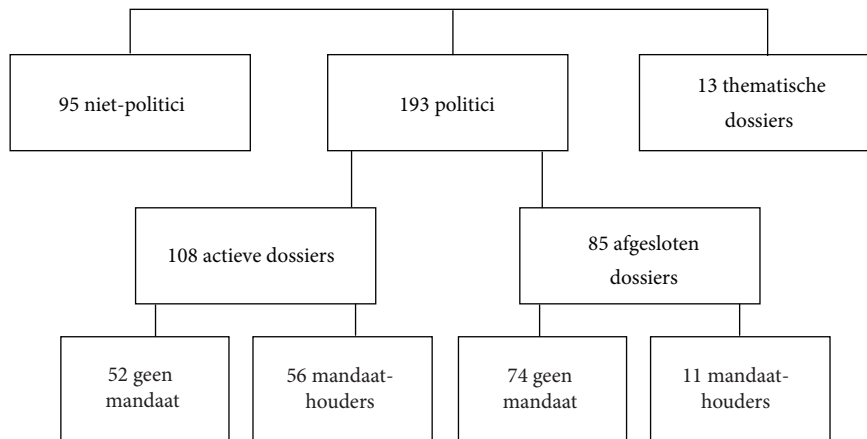 95 niet-politici
193 politici
13 thematische
dossiers
108 actieve dossiers
85 afgesloten
dossiers
52 geen
mandaat
56 mandaat-
houders
74 geen
mandaat
11 mandaat-
houders